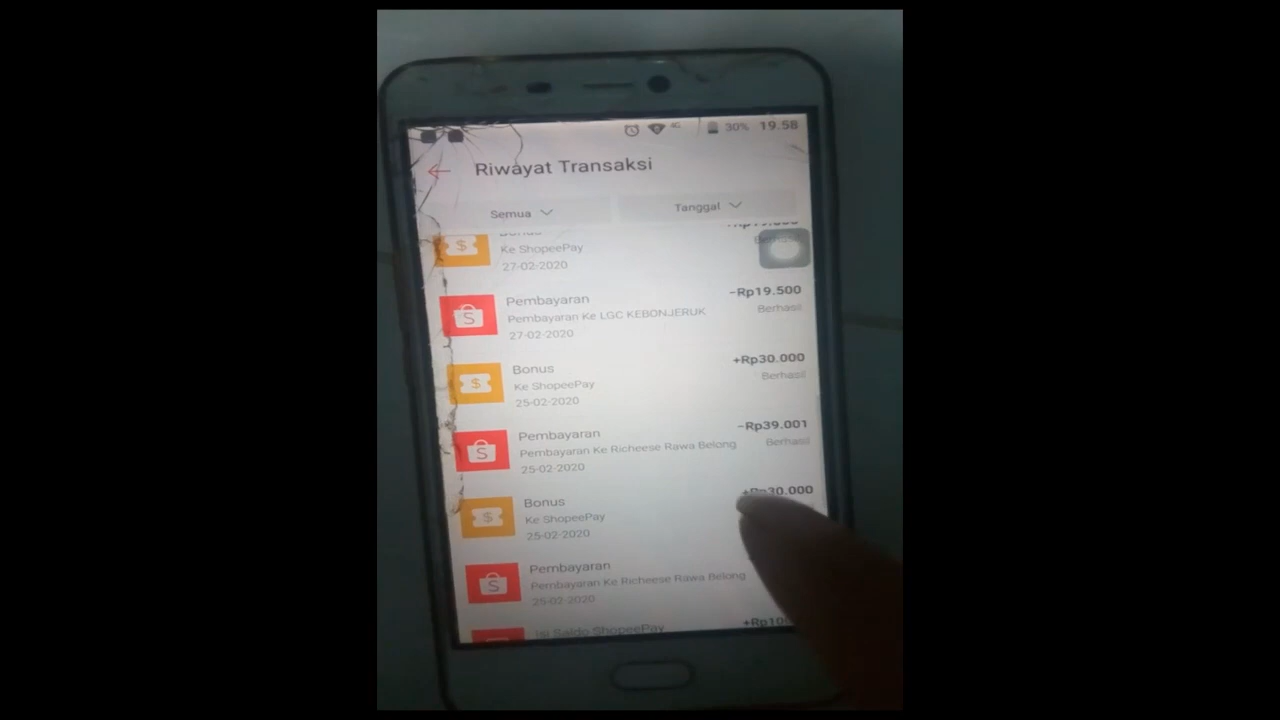 30% 19.58
Riwayat Transaksi
Semua Tanggal
Bonus
Ke ShopeePay
27-02-2020
Pembayaran -Rp19.500
Pembayaran Ke LGC KEBONJERUK Berhasil
27-02-2020
Bonus +Rp30.000
Ke ShopeePay Berhasil
25-02-2020
Pembayaran -Rp39.001
Pembayaran Ke Richeese Rawa Belong Berhasil
25-02-2020
Bonus +Rp30.000
Ke ShopeePay
25-02-2020
Pembayaran
Pembayaran Ke Richeese Rawa Belong
25-02-2020
Isi Saldo ShopeePay